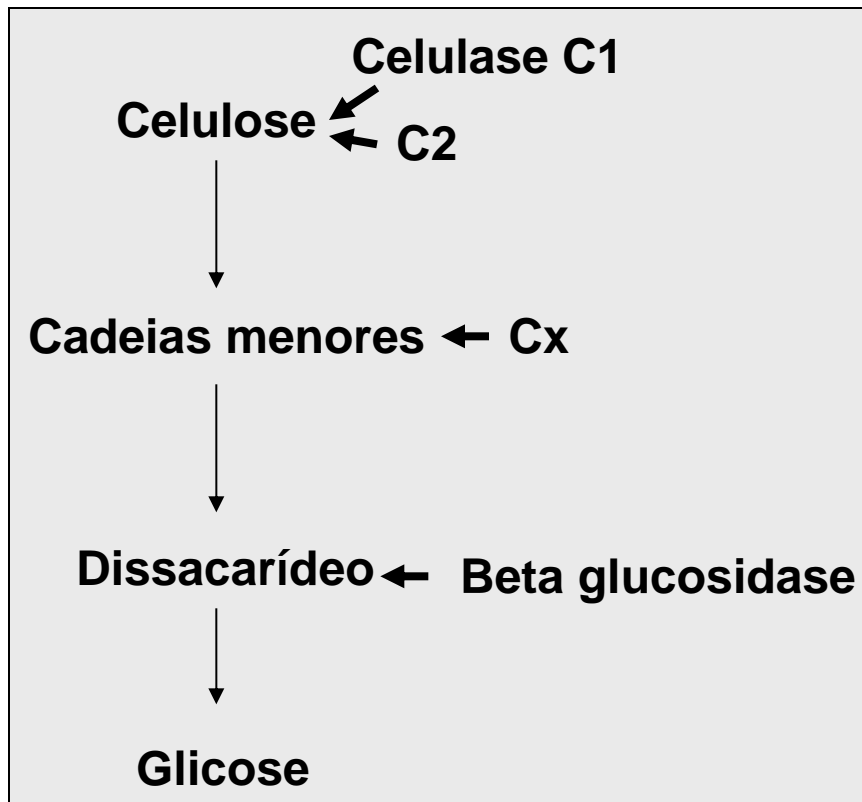 Celulase C1
Celulose
C2
Cadeias menores
Cx
Dissacarídeo
Beta glucosidase
Glicose